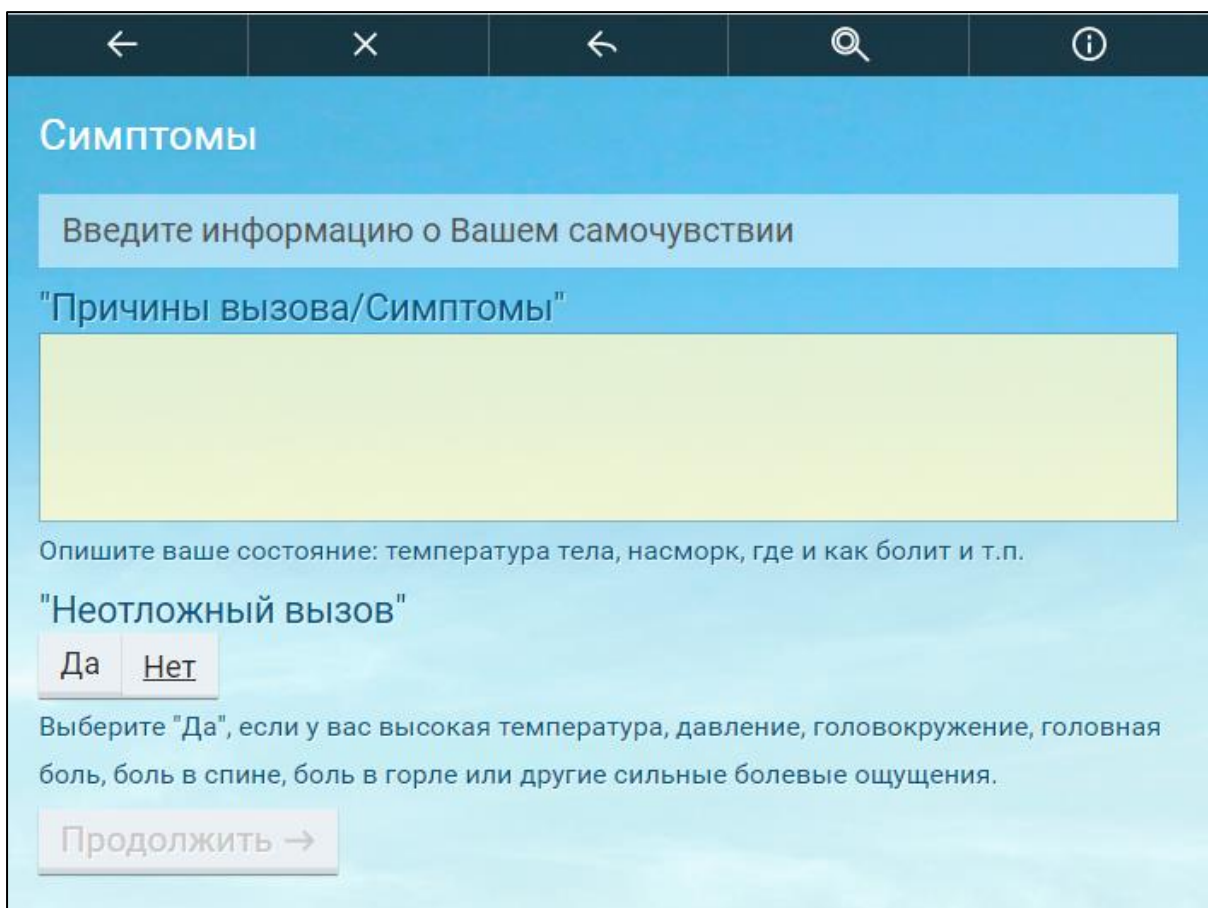 Симптомы
Введите информацию о Вашем самочувствии
"Причины вызова/Симптомы"
Опишите ваше состояние: температура тела, насморк, где и как болит и т.п.
"Неотложный вызов"
Да Нет
Выберите "Да", если у вас высокая температура, давление, головокружение, головная
боль, боль в спине, боль в горле или другие сильные болевые ощущения.
Продолжить →